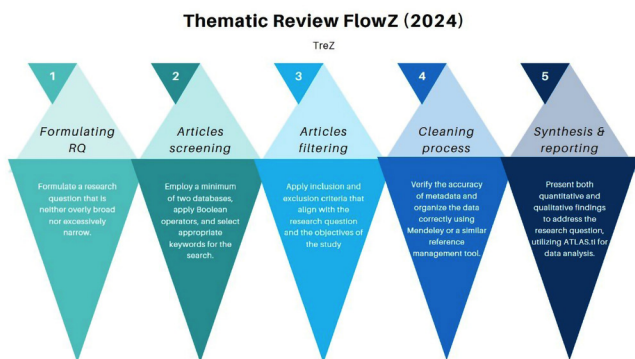 Thematic Review FlowZ (2024)
TreZ
1
Formulating
RQ
Formulate a research
question that is
neither overly broad
nor excessively
narrow.
2
Articles
screening
Employ a minimum
of two databases,
apply Boolean
operators, and select
appropriate
keywords for the
search.
3
Articles
filtering
Apply inclusion and
exclusion criteria that
align with the
research question
and the objectives of
the study
4
Cleaning
process
Verify the accuracy
of metadata and
organize the data
correctly using
Mendeley or a similar
reference
management tool.
5
Synthesis &
reporting
Present both
quantitative and
qualitative findings
to address the
research question,
utilizing ATLAS.ti for
data analysis.